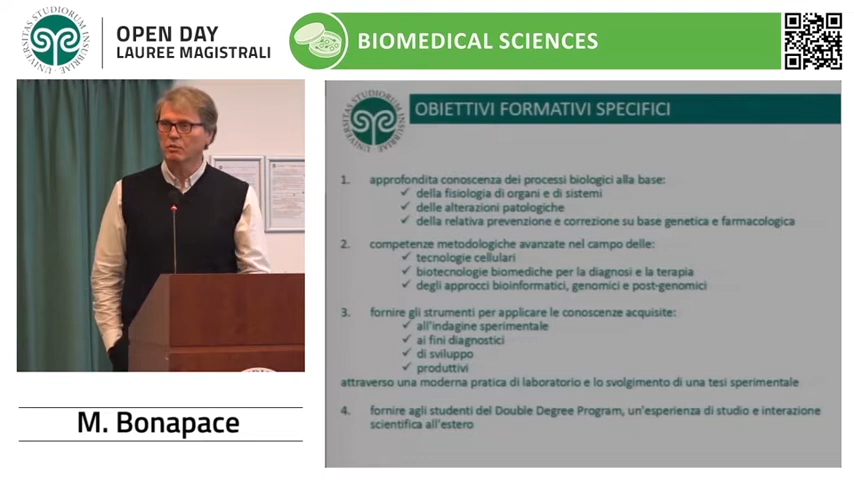 OPEN DAY
LAUREE MAGISTRALI
BIOMEDICAL SCIENCES
OBIETTIVI FORMATIVI SPECIFICI
1. approfondita conoscenza dei processi biologici alla base:
✓ della fisiologia di organi e di sistemi
✓ delle alterazioni patologiche
✓ della relativa prevenzione e correzione su base genetica e farmacologica
2. competenze metodologiche avanzate nel campo delle:
✓ tecnologie cellulari
✓ biotecnologie biomediche per la diagnosi e la terapia
✓ degli approcci bioinformatici, genomici e post-genomici
3. fornire gli strumenti per applicare le conoscenze acquisite:
✓ all'indagine sperimentale
✓ ai fini diagnostici
✓ di sviluppo
✓ produttivi
attraverso una moderna pratica di laboratorio e lo svolgimento di una tesi sperimentale
4. fornire agli studenti del Double Degree Program, un'esperienza di studio e interazione
scientifica all'estero
M. Bonapace